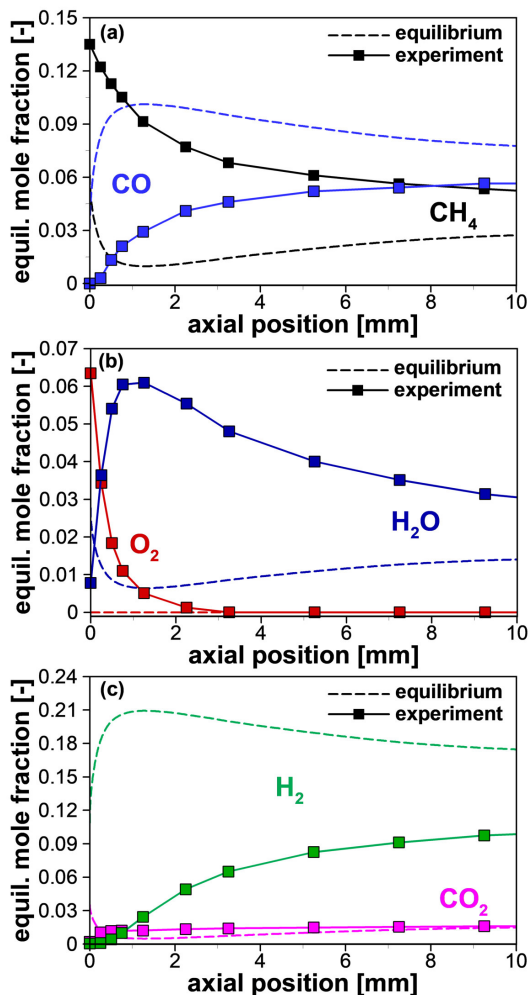 (a)
equilibrium
experiment
CO
CH₄
equil. mole fraction [-]
0.15
0.12
0.09
0.06
0.03
0
0 2 4 6 8 10
axial position [mm]
(b)
equilibrium
experiment
O₂
H₂O
equil. mole fraction [-]
0.07
0.06
0.05
0.04
0.03
0.02
0.01
0
0 2 4 6 8 10
axial position [mm]
(c)
equilibrium
experiment
H₂
CO₂
equil. mole fraction [-]
0.24
0.21
0.18
0.15
0.12
0.09
0.06
0.03
0
0 2 4 6 8 10
axial position [mm]